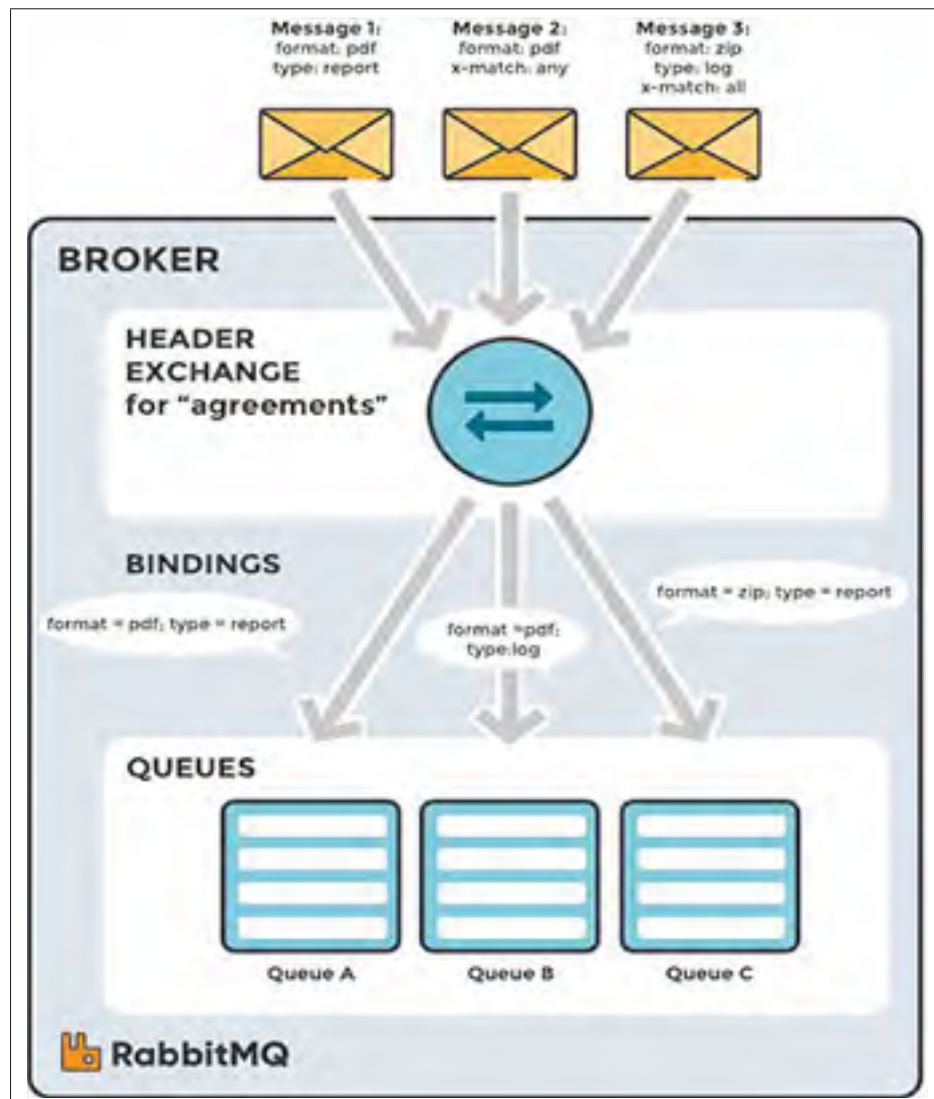 Message 1:
format: pdf
type: report
Message 2:
format: pdf
x-match: any
Message 3:
format: zip
type: log
x-match: all
BROKER
HEADER
EXCHANGE
for “agreements”
BINDINGS
format = pdf; type = report
format =pdf;
type:log
format = zip; type = report
QUEUES
Queue A
Queue B
Queue C
RabbitMQ